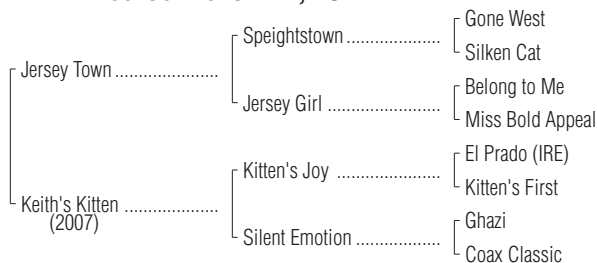 Gone West
Speightstown ....................
Silken Cat
Jersey Town ......................
Belong to Me
Jersey Girl ........................
Miss Bold Appeal
El Prado (IRE)
Kitten's Joy ......................
Kitten's First
Keith's Kitten ....................
(2007)
Ghazi
Silent Emotion ..................
Coax Classic